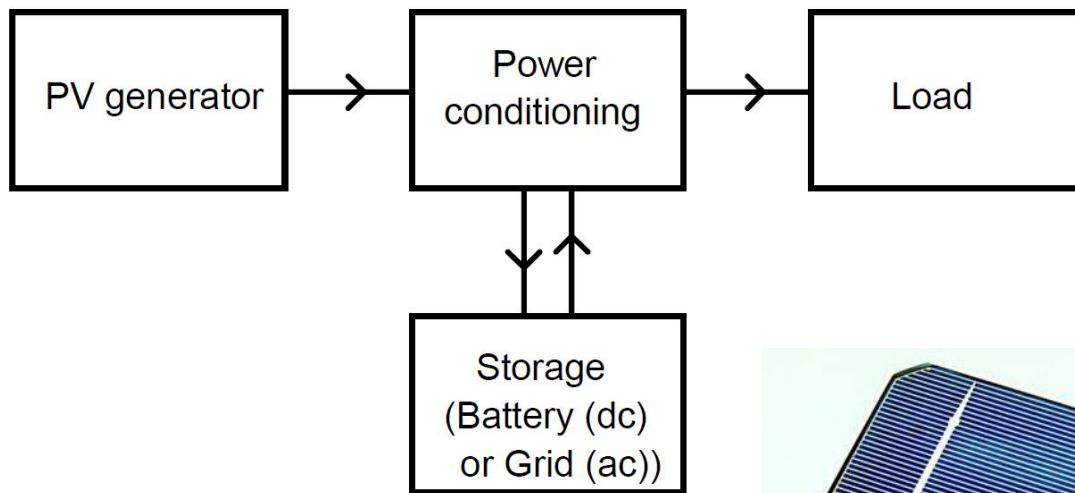 PV generator
Power
conditioning
Load
Storage
(Battery (dc)
or Grid (ac))